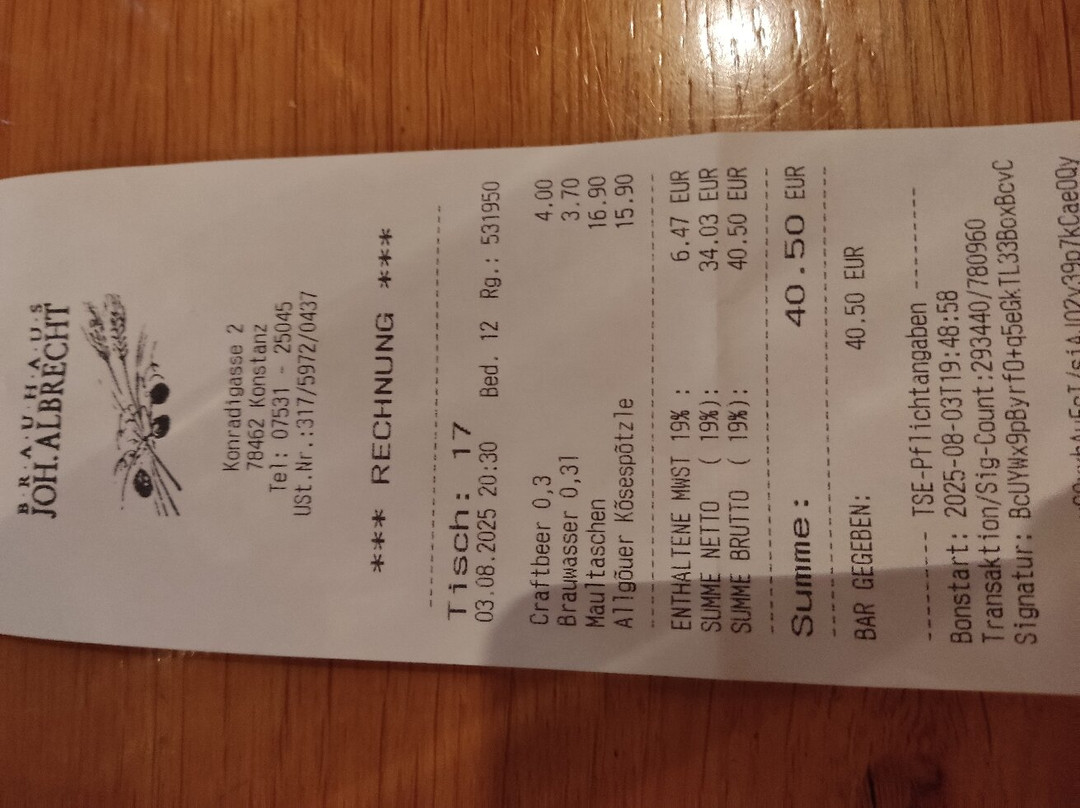 B·R·A·U·H·A·U·S
JOH.ALBRECHT
Konradigasse 2
78462 Konstanz
Tel: 07531 - 25045
USt.Nr.:317/5972/0437
*** RECHNUNG ***
Tisch: 17
03.08.2025 20:30 Bed. 12 Rg.: 531950
Craftbeer 0,3 4.00
Brauwasser 0,3l 3.70
Maultaschen 16.90
Allgöuer Kösespötzle 15.90
ENTHALTENE MWST 19% : 6.47 EUR
SUMME NETTO ( 19%): 34.03 EUR
SUMME BRUTTO ( 19%): 40.50 EUR
Summe: 40.50 EUR
BAR GEGEBEN: 40.50 EUR
-------- TSE-Pflichtangaben --------
Bonstart: 2025-08-03T19:48:58
Transaktion/Sig-Count:293440/780960
Signatur: BcUYWx9pByrfO+q5eGkTL33BoxBcvC